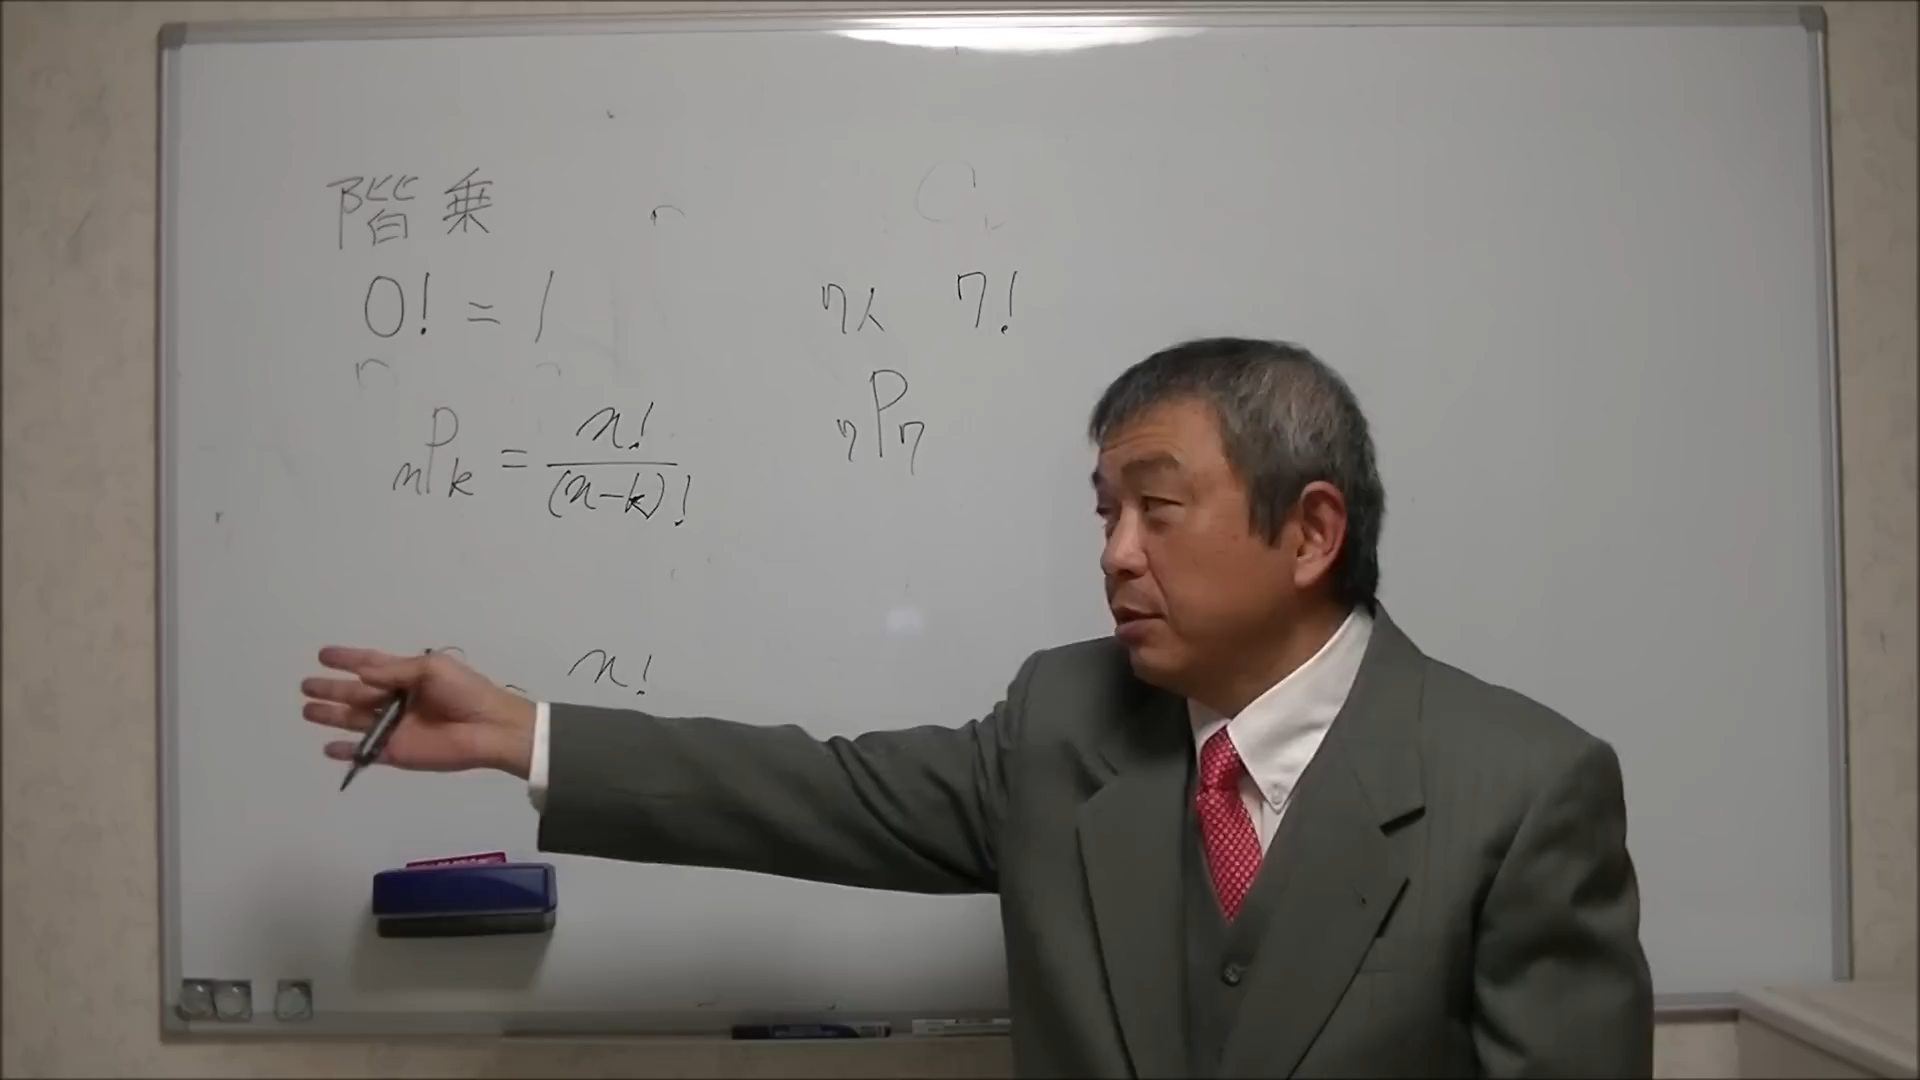 階乗
0! = 1
nPk = n!/(n-k)!
n!
7人 7!
7P7